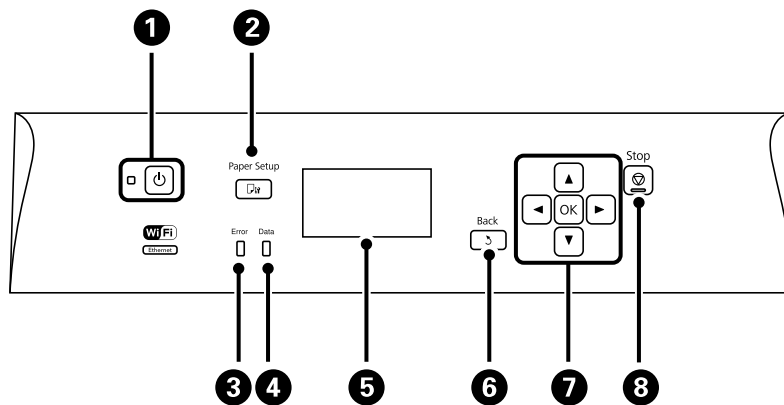 1 2
Paper Setup
Stop
OK
Back
WiFi
Ethernet
Error Data
3 4 5 6 7 8